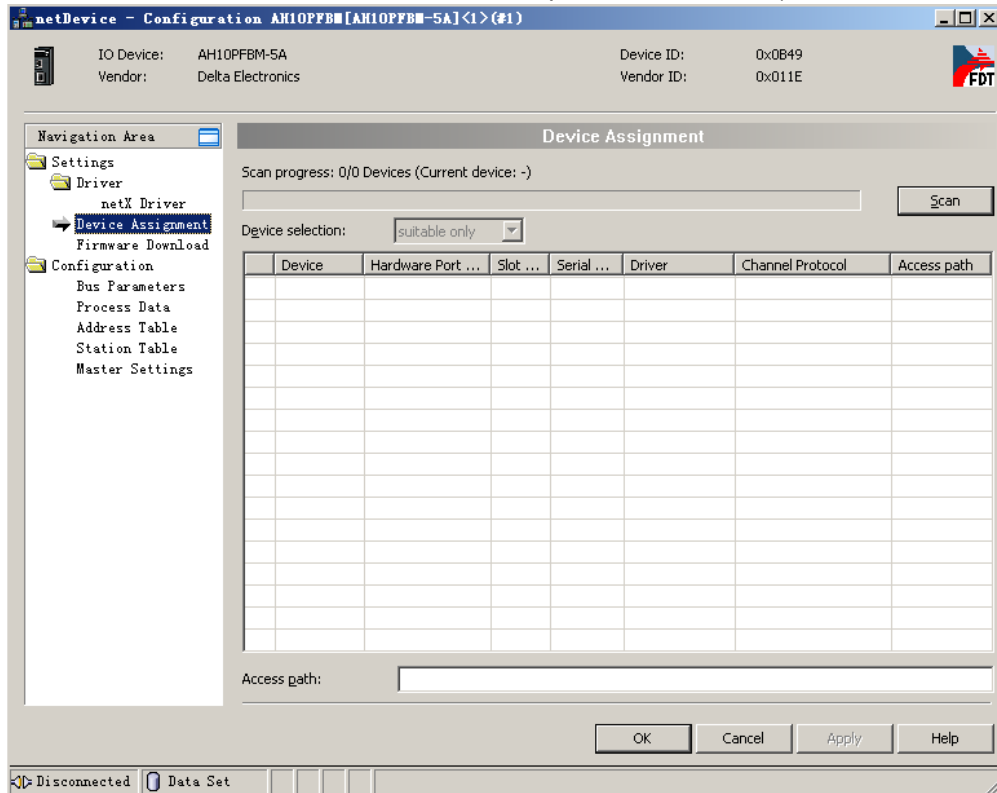 netDevice - Configuration AH10PFBM[AH10PFBM-5A]<1>(#1)
IO Device: AH10PFBM-5A Device ID: 0x0B49
Vendor: Delta Electronics Vendor ID: 0x011E
FDT
Navigation Area
Settings
Driver
netX Driver
Device Assignment
Firmware Download
Configuration
Bus Parameters
Process Data
Address Table
Station Table
Master Settings
Device Assignment
Scan progress: 0/0 Devices (Current device: -)
Scan
Device selection: suitable only
Device Hardware Port ... Slot ... Serial ... Driver Channel Protocol Access path
Access path:
OK Cancel Apply Help
Disconnected Data Set